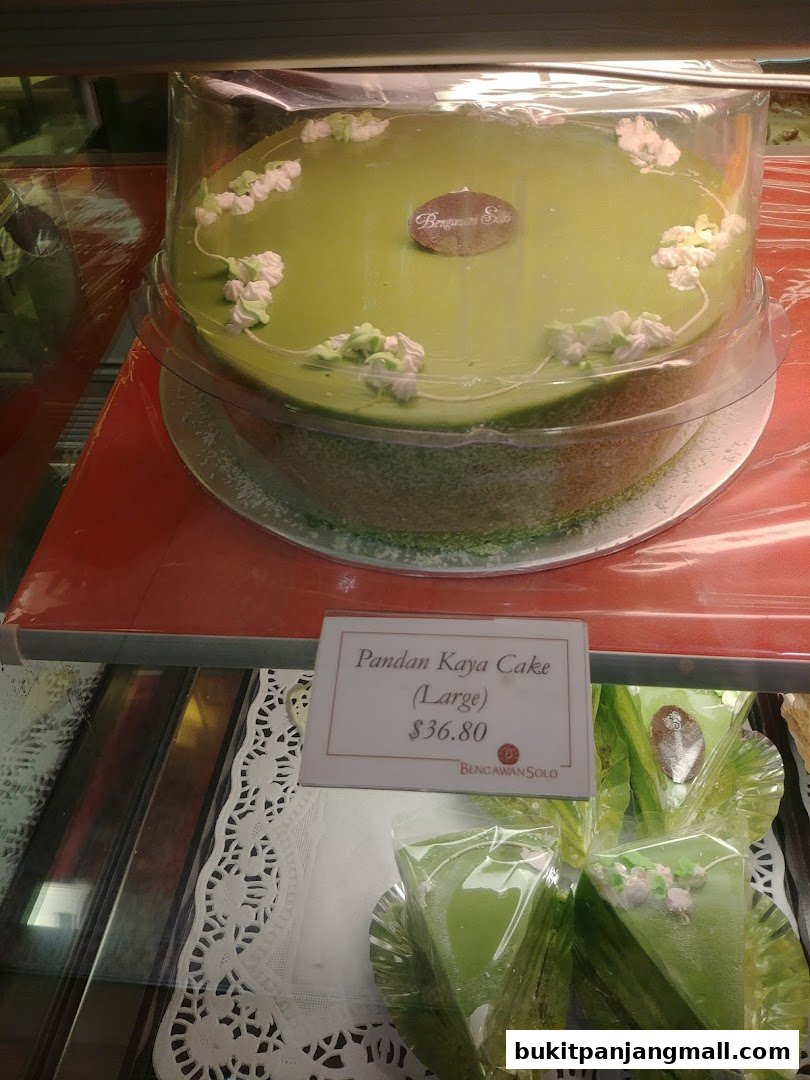 Bengawan Solo
Pandan Kaya Cake
(Large)
$36.80
BENGAWAN SOLO
bukitpanjangmall.com